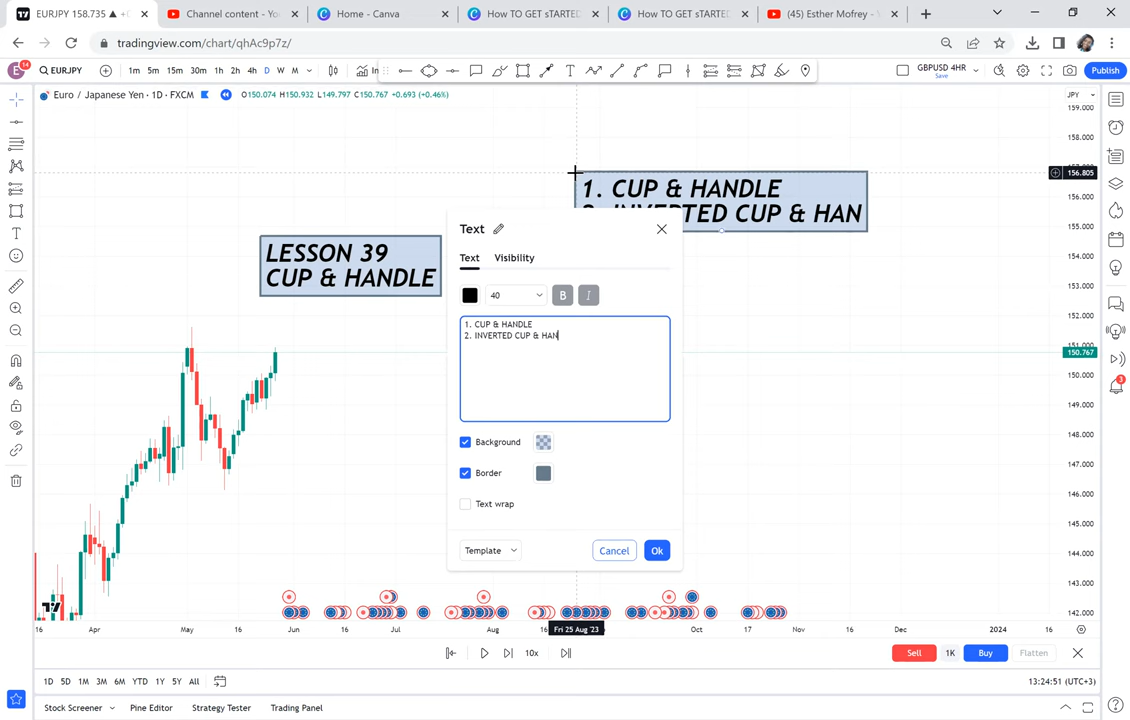 EURJPY 158.735 ▲ +
Channel content - Yo
Home - Canva
How TO GET sTARTED
How TO GET sTARTED
(45) Esther Mofrey - Y
tradingview.com/chart/qhAc9p7z/
E 14
EURJPY
1m 5m 15m 30m 1h 2h 4h D W M
In
GBPUSD 4HR
Save
Publish
Euro / Japanese Yen · 1D · FXCM
O150.074 H150.932 L149.797 C150.767 +0.693 (+0.46%)
JPY
159.000
158.000
156.805
156.000
155.000
154.000
153.000
152.000
150.767
150.000
149.000
148.000
147.000
146.000
145.000
144.000
143.000
142.000
1. CUP & HANDLE
2. INVERTED CUP & HAN
LESSON 39
CUP & HANDLE
Text
Text
Visibility
40
B
I
1. CUP & HANDLE
2. INVERTED CUP & HAN
Background
Border
Text wrap
Template
Cancel
Ok
3
16 Apr May 16 Jun 16 Jul Aug 16 Fri 25 Aug '23 Oct 16 Nov 16 Dec 2024 16
10x
Sell
1K
Buy
Flatten
1D 5D 1M 3M 6M YTD 1Y 5Y All
13:24:51 (UTC+3)
Stock Screener
Pine Editor
Strategy Tester
Trading Panel